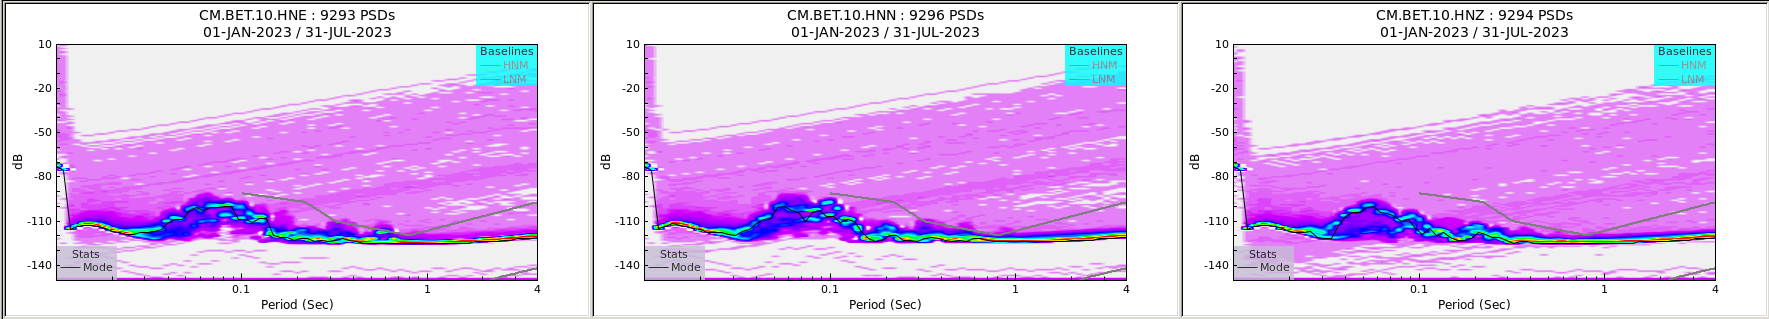 CM.BET.10.HNE : 9293 PSDs
01-JAN-2023 / 31-JUL-2023
10
-20
-50
-80
-110
-140
dB
Baselines
HNM
LNM
Stats
Mode
0.1
1
4
Period (Sec)
CM.BET.10.HNN : 9296 PSDs
01-JAN-2023 / 31-JUL-2023
10
-20
-50
-80
-110
-140
dB
Baselines
HNM
LNM
Stats
Mode
0.1
1
4
Period (Sec)
CM.BET.10.HNZ : 9294 PSDs
01-JAN-2023 / 31-JUL-2023
10
-20
-50
-80
-110
-140
dB
Baselines
HNM
LNM
Stats
Mode
0.1
1
4
Period (Sec)